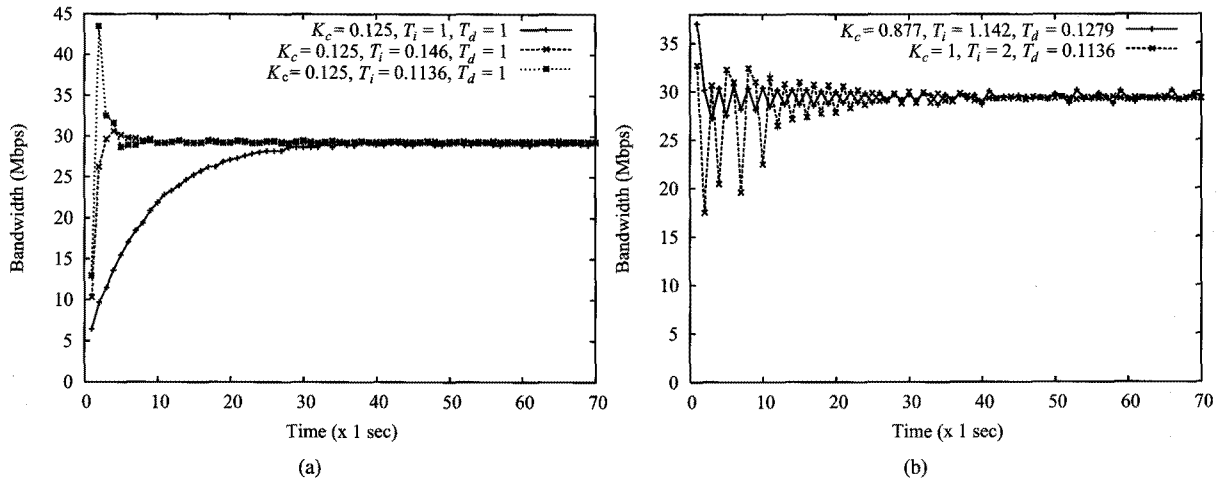 45
40
35
30
25
20
15
10
5
0
Bandwidth (Mbps)
K_c = 0.125, T_i = 1, T_d = 1
K_c = 0.125, T_i = 0.146, T_d = 1
K_c = 0.125, T_i = 0.1136, T_d = 1
0 10 20 30 40 50 60 70
Time (x 1 sec)
(a)
35
30
25
20
15
10
5
0
Bandwidth (Mbps)
K_c = 0.877, T_i = 1.142, T_d = 0.1279
K_c = 1, T_i = 2, T_d = 0.1136
0 10 20 30 40 50 60 70
Time (x 1 sec)
(b)